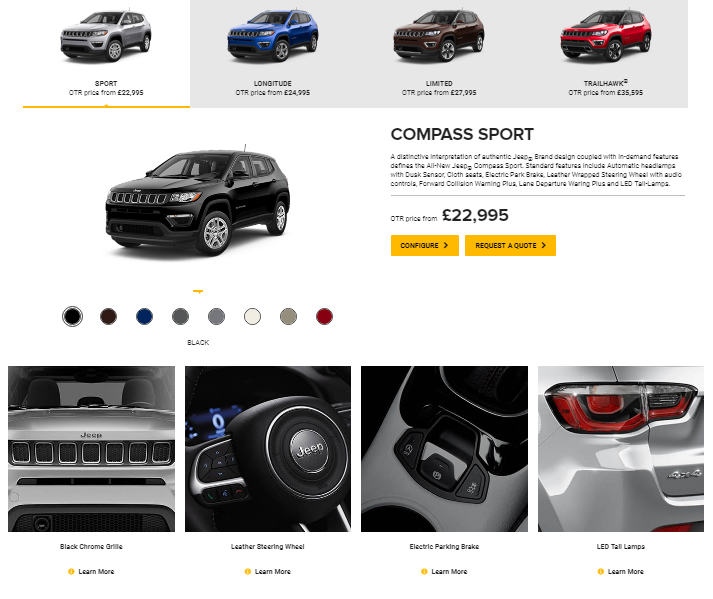 SPORT
OTR price from £22,995
LONGITUDE
OTR price from £24,995
LIMITED
OTR price from £27,995
TRAILHAWK®
OTR price from £35,595
COMPASS SPORT
A distinctive interpretation of authentic Jeep® Brand design coupled with in-demand features
defines the All-New Jeep® Compass Sport. Standard features include Automatic headlamps
with Dusk Sensor, Cloth seats, Electric Park Brake, Leather Wrapped Steering Wheel with audio
controls, Forward Collision Warning Plus, Lane Departure Waring Plus and LED Tail-Lamps.
OTR price from £22,995
CONFIGURE
REQUEST A QUOTE
BLACK
Jeep
Jeep
4x4
Black Chrome Grille
Leather Steering Wheel
Electric Parking Brake
LED Tail Lamps
Learn More
Learn More
Learn More
Learn More